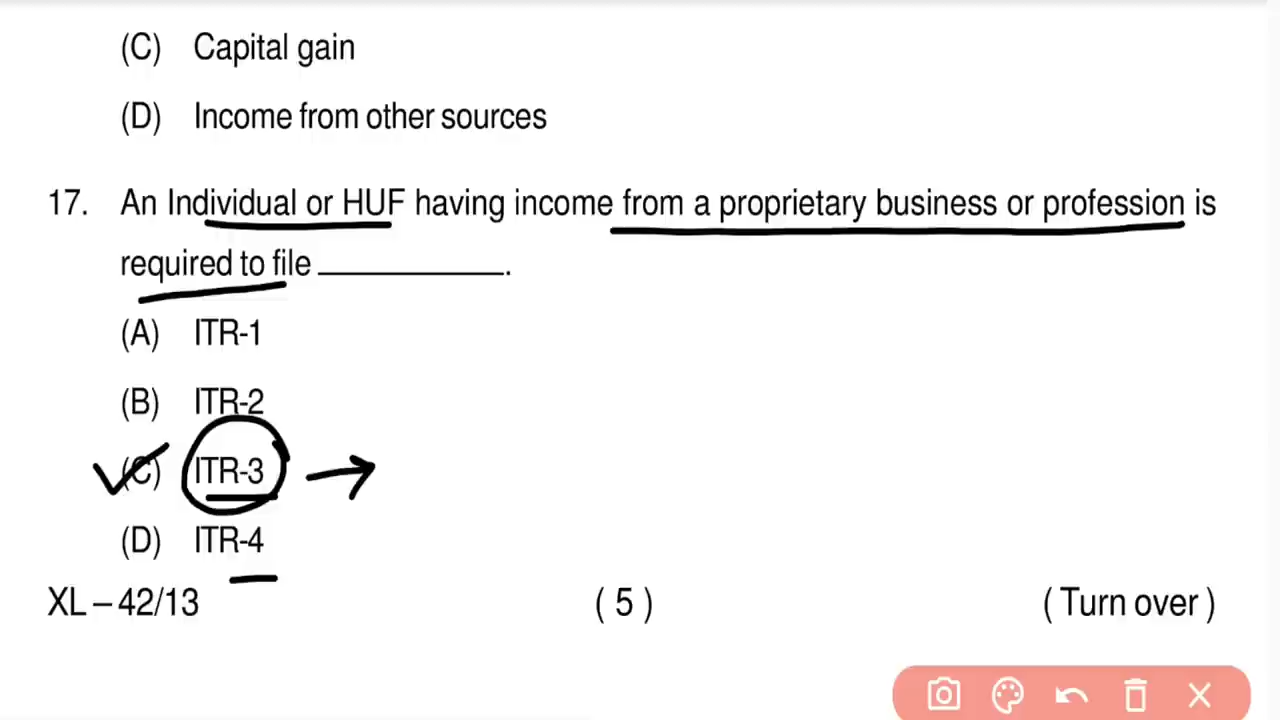 (C) Capital gain
(D) Income from other sources
17. An Individual or HUF having income from a proprietary business or profession is
required to file ____________.
(A) ITR-1
(B) ITR-2
(C) ITR-3
(D) ITR-4
XL – 42/13 ( 5 ) ( Turn over )